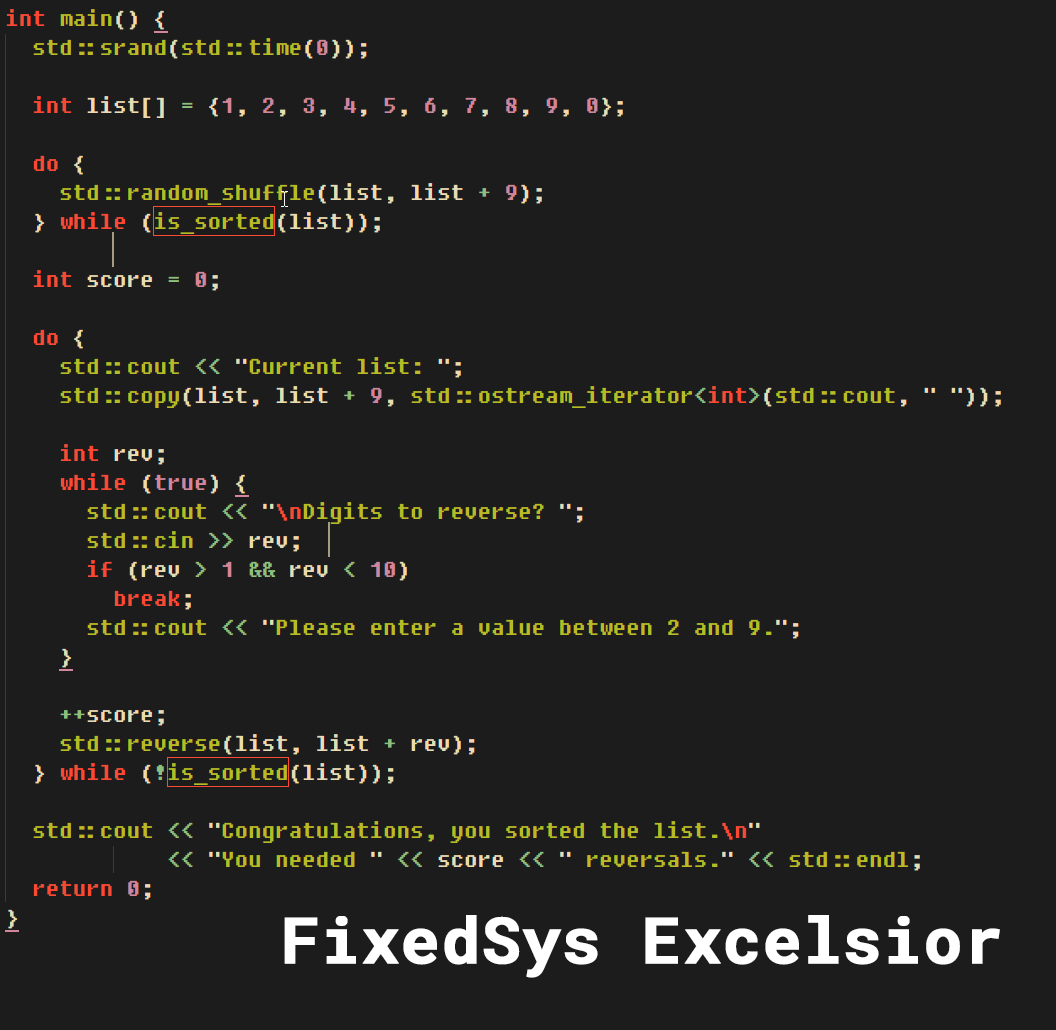 int main() {
  std::srand(std::time(0));

  int list[] = {1, 2, 3, 4, 5, 6, 7, 8, 9, 0};

  do {
    std::random_shuffle(list, list + 9);
  } while (is_sorted(list));

  int score = 0;

  do {
    std::cout << "Current list: ";
    std::copy(list, list + 9, std::ostream_iterator<int>(std::cout, " "));

    int rev;
    while (true) {
      std::cout << "\nDigits to reverse? ";
      std::cin >> rev;
      if (rev > 1 && rev < 10)
        break;
      std::cout << "Please enter a value between 2 and 9.";
    }

    ++score;
    std::reverse(list, list + rev);
  } while (!is_sorted(list));

  std::cout << "Congratulations, you sorted the list.\n"
            << "You needed " << score << " reversals." << std::endl;
  return 0;
}
FixedSys Excelsior